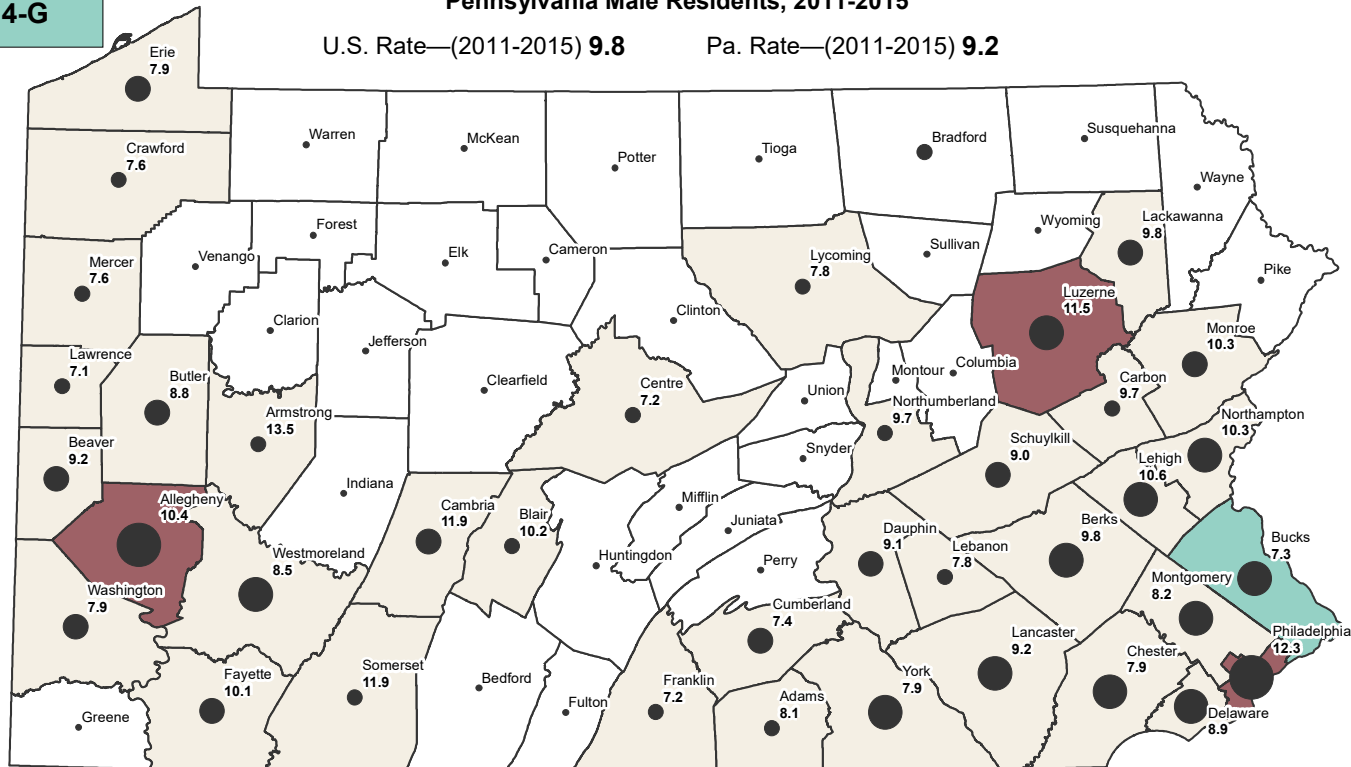 4-G
Pennsylvania Male Residents, 2011-2015
U.S. Rate—(2011-2015) 9.8 Pa. Rate—(2011-2015) 9.2
Erie
7.9
Warren
McKean
Potter
Tioga
Bradford
Susquehanna
Wayne
Crawford
7.6
Forest
Venango
Elk
Cameron
Lycoming
7.8
Sullivan
Wyoming
Lackawanna
9.8
Pike
Mercer
7.6
Clarion
Jefferson
Clinton
Luzerne
11.5
Monroe
10.3
Lawrence
7.1
Butler
8.8
Clearfield
Centre
7.2
Union
Montour
Columbia
Carbon
9.7
Armstrong
13.5
Northumberland
9.7
Northampton
10.3
Beaver
9.2
Snyder
Schuylkill
9.0
Lehigh
10.6
Indiana
Allegheny
10.4
Cambria
11.9
Blair
10.2
Mifflin
Juniata
Huntingdon
Perry
Dauphin
9.1
Lebanon
7.8
Berks
9.8
Bucks
7.3
Westmoreland
8.5
Washington
7.9
Montgomery
8.2
Cumberland
7.4
Philadelphia
12.3
Lancaster
9.2
Chester
7.9
Fayette
10.1
Somerset
11.9
Bedford
Fulton
Franklin
7.2
Adams
8.1
York
7.9
Greene
Delaware
8.9